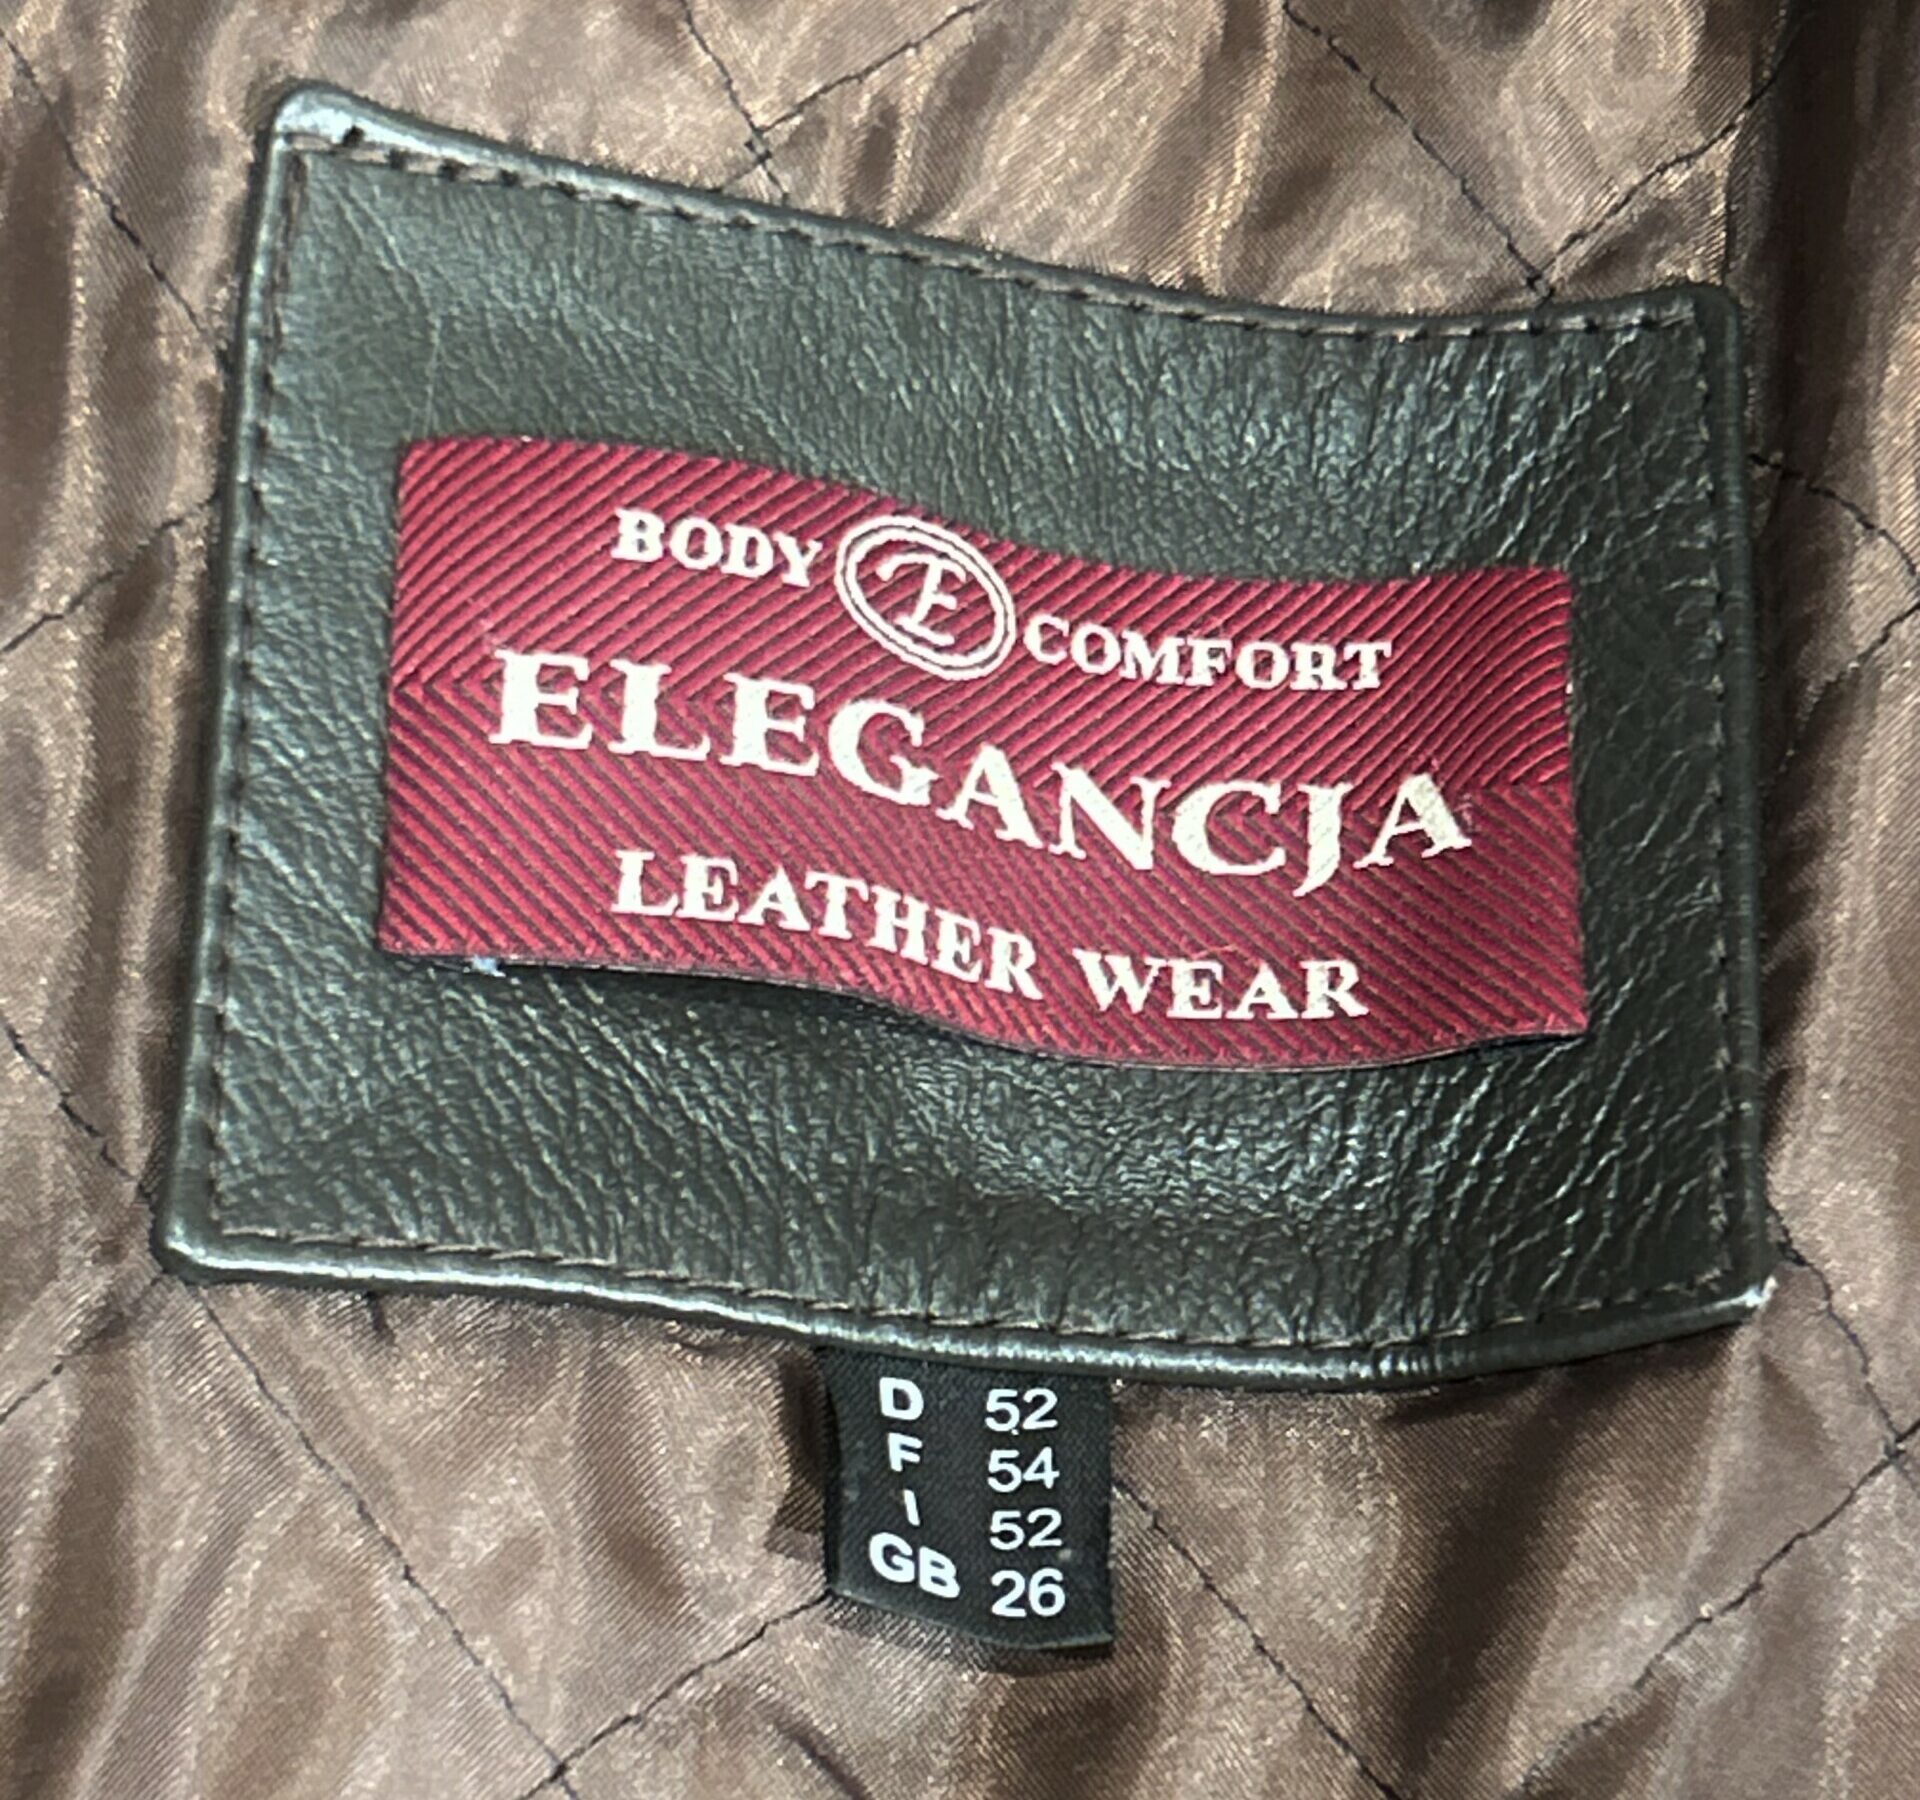 BODY E COMFORT
ELEGANCJA
LEATHER WEAR
D 52
F 54
I 52
GB 26